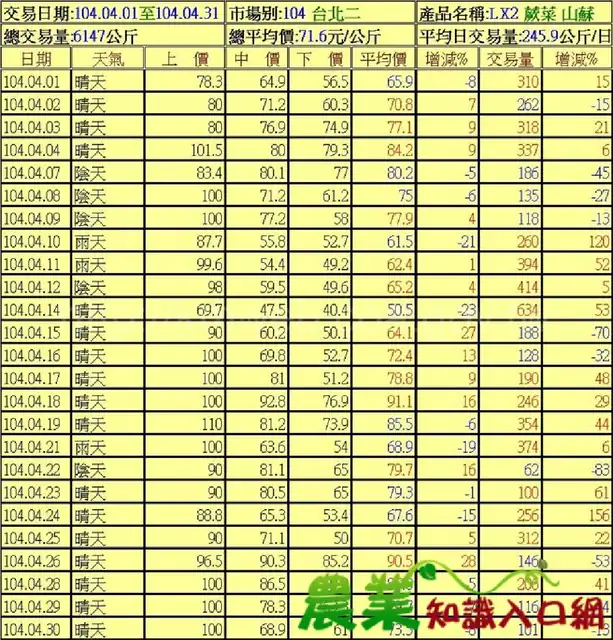 交易日期:104.04.01至104.04.31 市場別:104 台北二 產品名稱:LX2 蕨菜 山蘇
總交易量:6147公斤 總平均價:71.6元/公斤 平均日交易量:245.9公斤/日
日期 天氣 上價 中價 下價 平均價 增減% 交易量 增減%
104.04.01 晴天 78.3 64.9 56.5 65.9 -8 310 15
104.04.02 晴天 80 71.2 60.3 70.8 7 262 -15
104.04.03 晴天 80 76.9 74.9 77.1 9 318 21
104.04.04 晴天 101.5 80 79.3 84.2 9 337 6
104.04.07 陰天 83.4 80.1 77 80.2 -5 186 -45
104.04.08 陰天 100 71.2 61.2 75 -6 135 -27
104.04.09 陰天 100 77.2 58 77.9 4 118 -13
104.04.10 雨天 87.7 55.8 52.7 61.5 -21 260 120
104.04.11 雨天 99.6 54.4 49.2 62.4 1 394 52
104.04.12 陰天 98 59.5 49.6 65.2 4 414 5
104.04.14 晴天 69.7 47.5 40.4 50.5 -23 634 53
104.04.15 晴天 90 60.2 50.1 64.1 27 188 -70
104.04.16 晴天 100 69.8 52.7 72.4 13 128 -32
104.04.17 晴天 100 81 51.2 78.8 9 190 48
104.04.18 晴天 100 92.8 76.9 91.1 16 246 29
104.04.19 晴天 110 81.2 73.9 85.5 -6 354 44
104.04.21 雨天 100 63.6 54 68.9 -19 374 6
104.04.22 陰天 90 81.1 65 79.7 16 62 -83
104.04.23 晴天 90 80.5 65 79.3 -1 100 61
104.04.24 晴天 88.8 65.3 53.4 67.6 -15 256 156
104.04.25 晴天 90 71.1 50 70.7 5 312 22
104.04.26 晴天 96.5 90.3 85.2 90.5 28 146 -53
104.04.28 晴天 100 86.5 5 41
104.04.29 晴天 100 78.3 116
104.04.30 晴天 100 68.9 61 73.5 101
農業知識入口網